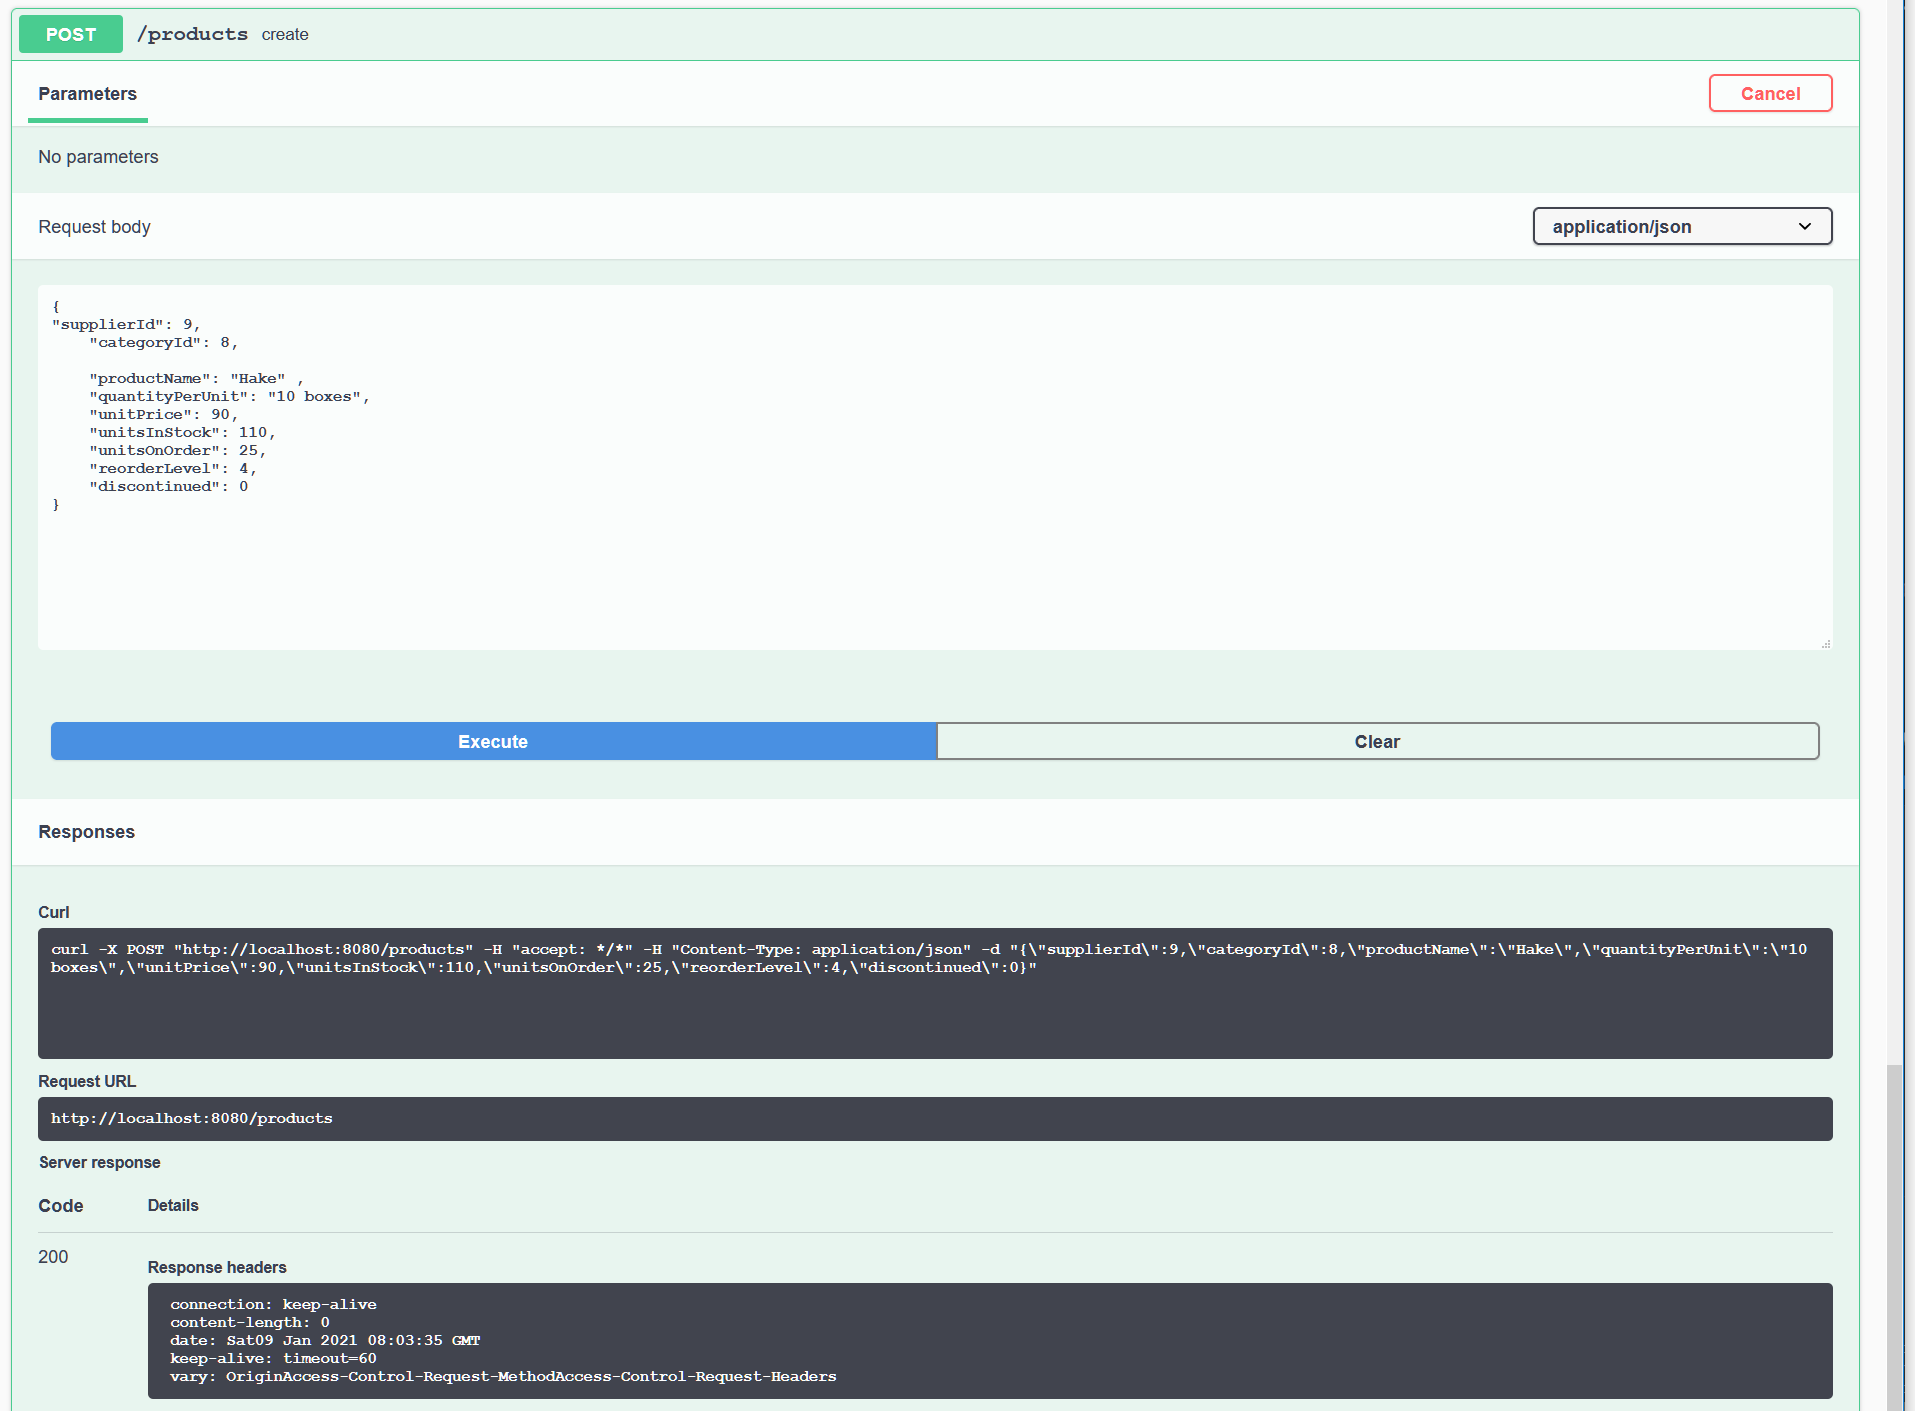 POST /products create
Parameters
Cancel
No parameters
Request body
application/json
{
"supplierId": 9,
    "categoryId": 8,

    "productName": "Hake" ,
    "quantityPerUnit": "10 boxes",
    "unitPrice": 90,
    "unitsInStock": 110,
    "unitsOnOrder": 25,
    "reorderLevel": 4,
    "discontinued": 0
}
Execute
Clear
Responses
Curl
curl -X POST "http://localhost:8080/products" -H "accept: */*" -H "Content-Type: application/json" -d "{\"supplierId\":9,\"categoryId\":8,\"productName\":\"Hake\",\"quantityPerUnit\":\"10
boxes\",\"unitPrice\":90,\"unitsInStock\":110,\"unitsOnOrder\":25,\"reorderLevel\":4,\"discontinued\":0}"
Request URL
http://localhost:8080/products
Server response
Code Details
200
Response headers
connection: keep-alive
content-length: 0
date: Sat09 Jan 2021 08:03:35 GMT
keep-alive: timeout=60
vary: OriginAccess-Control-Request-MethodAccess-Control-Request-Headers